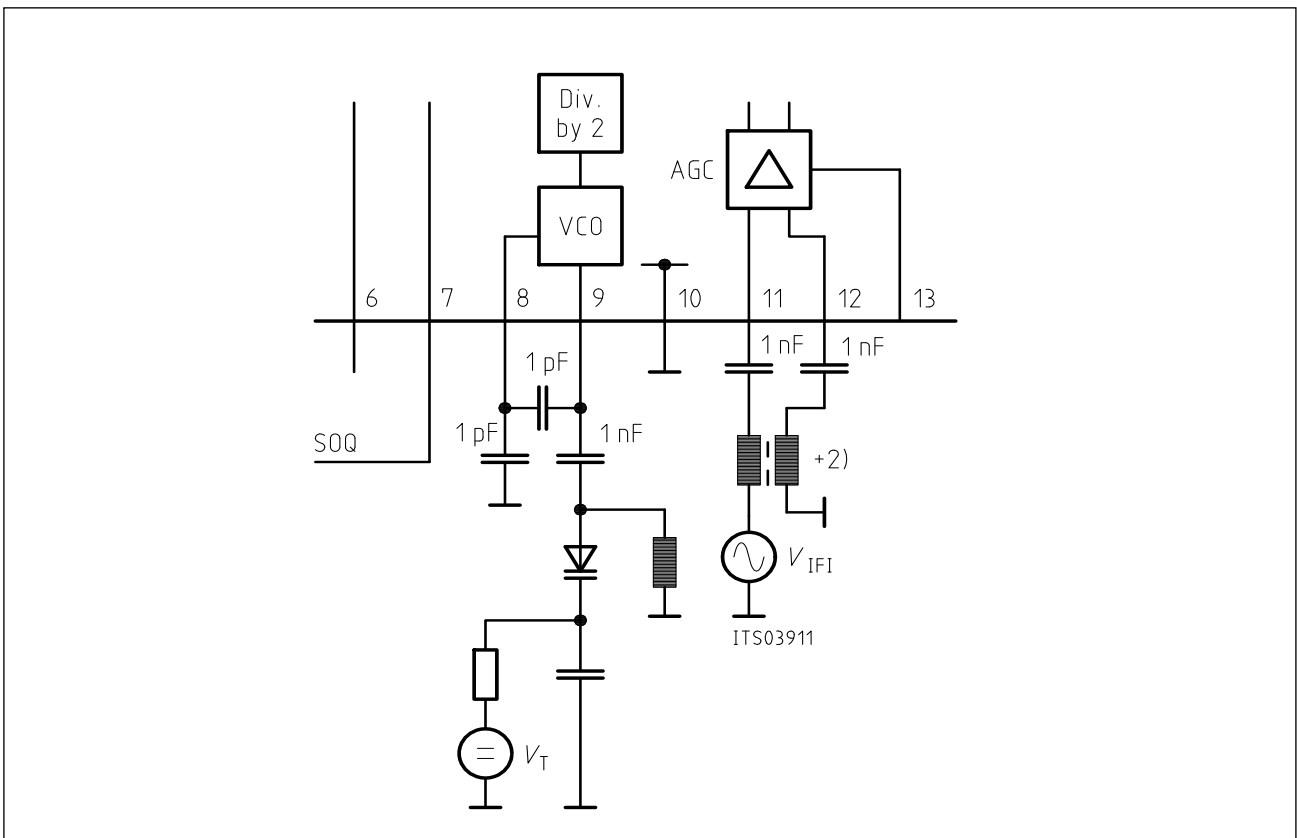 Div.
by 2
AGC
VCO
6 7 8 9 10 11 12 13
1 nF 1 nF
1 pF
1 pF 1 nF
SOQ
+2)
V IFI
ITS03911
=
V T